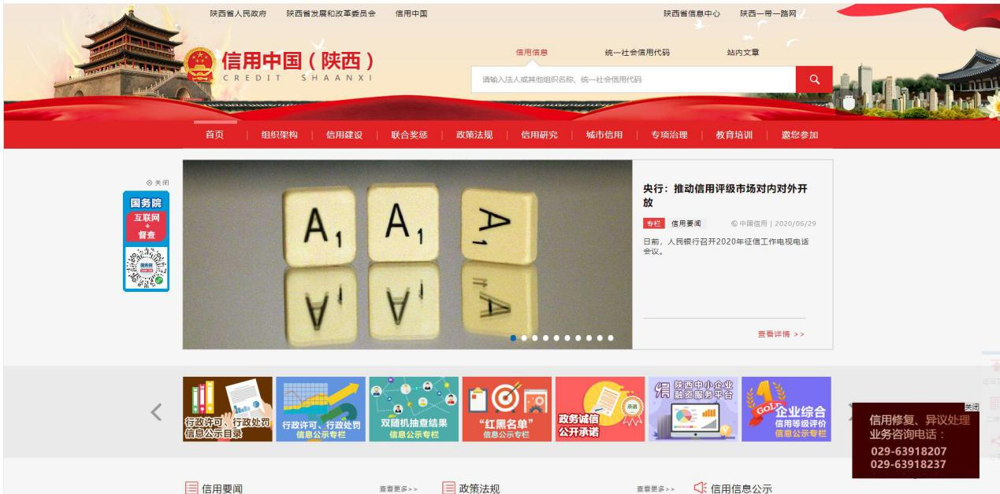 陕西省人民政府 陕西省发展和改革委员会 信用中国 陕西省信息中心 陕西一带一路网
信用中国（陕西）
CREDIT SHAANXI
信用信息 统一社会信用代码 站内文章
请输入法人或其他组织名称、统一社会信用代码
首页 | 组织架构 | 信用建设 | 联合奖惩 | 政策法规 | 信用研究 | 城市信用 | 专项治理 | 教育培训 | 邀您参加
⊗ 关闭
国务院
互联网
+
督查
国务院
A1 A1 A1
央行：推动信用评级市场对内对外开
放
专栏 信用要闻 © 中国信用 | 2020/06/29
日前，人民银行召开2020年征信工作电视电话
会议。
查看详情 >>
行政许可、行政处罚
信息公示目录
行政许可、行政处罚
信息公示专栏
双随机抽查结果
信息公示专栏
“红黑名单”
信息公示专栏
承诺
政务诚信
公开承诺
陕西中小企业
融资服务平台
1
GOLD
企业综合
信用等级评价
信息公示专栏
关闭
信用修复、异议处理
业务咨询电话：
029-63918207
029-63918237
信用要闻 查看更多>> 政策法规 查看更多>> 信用信息公示